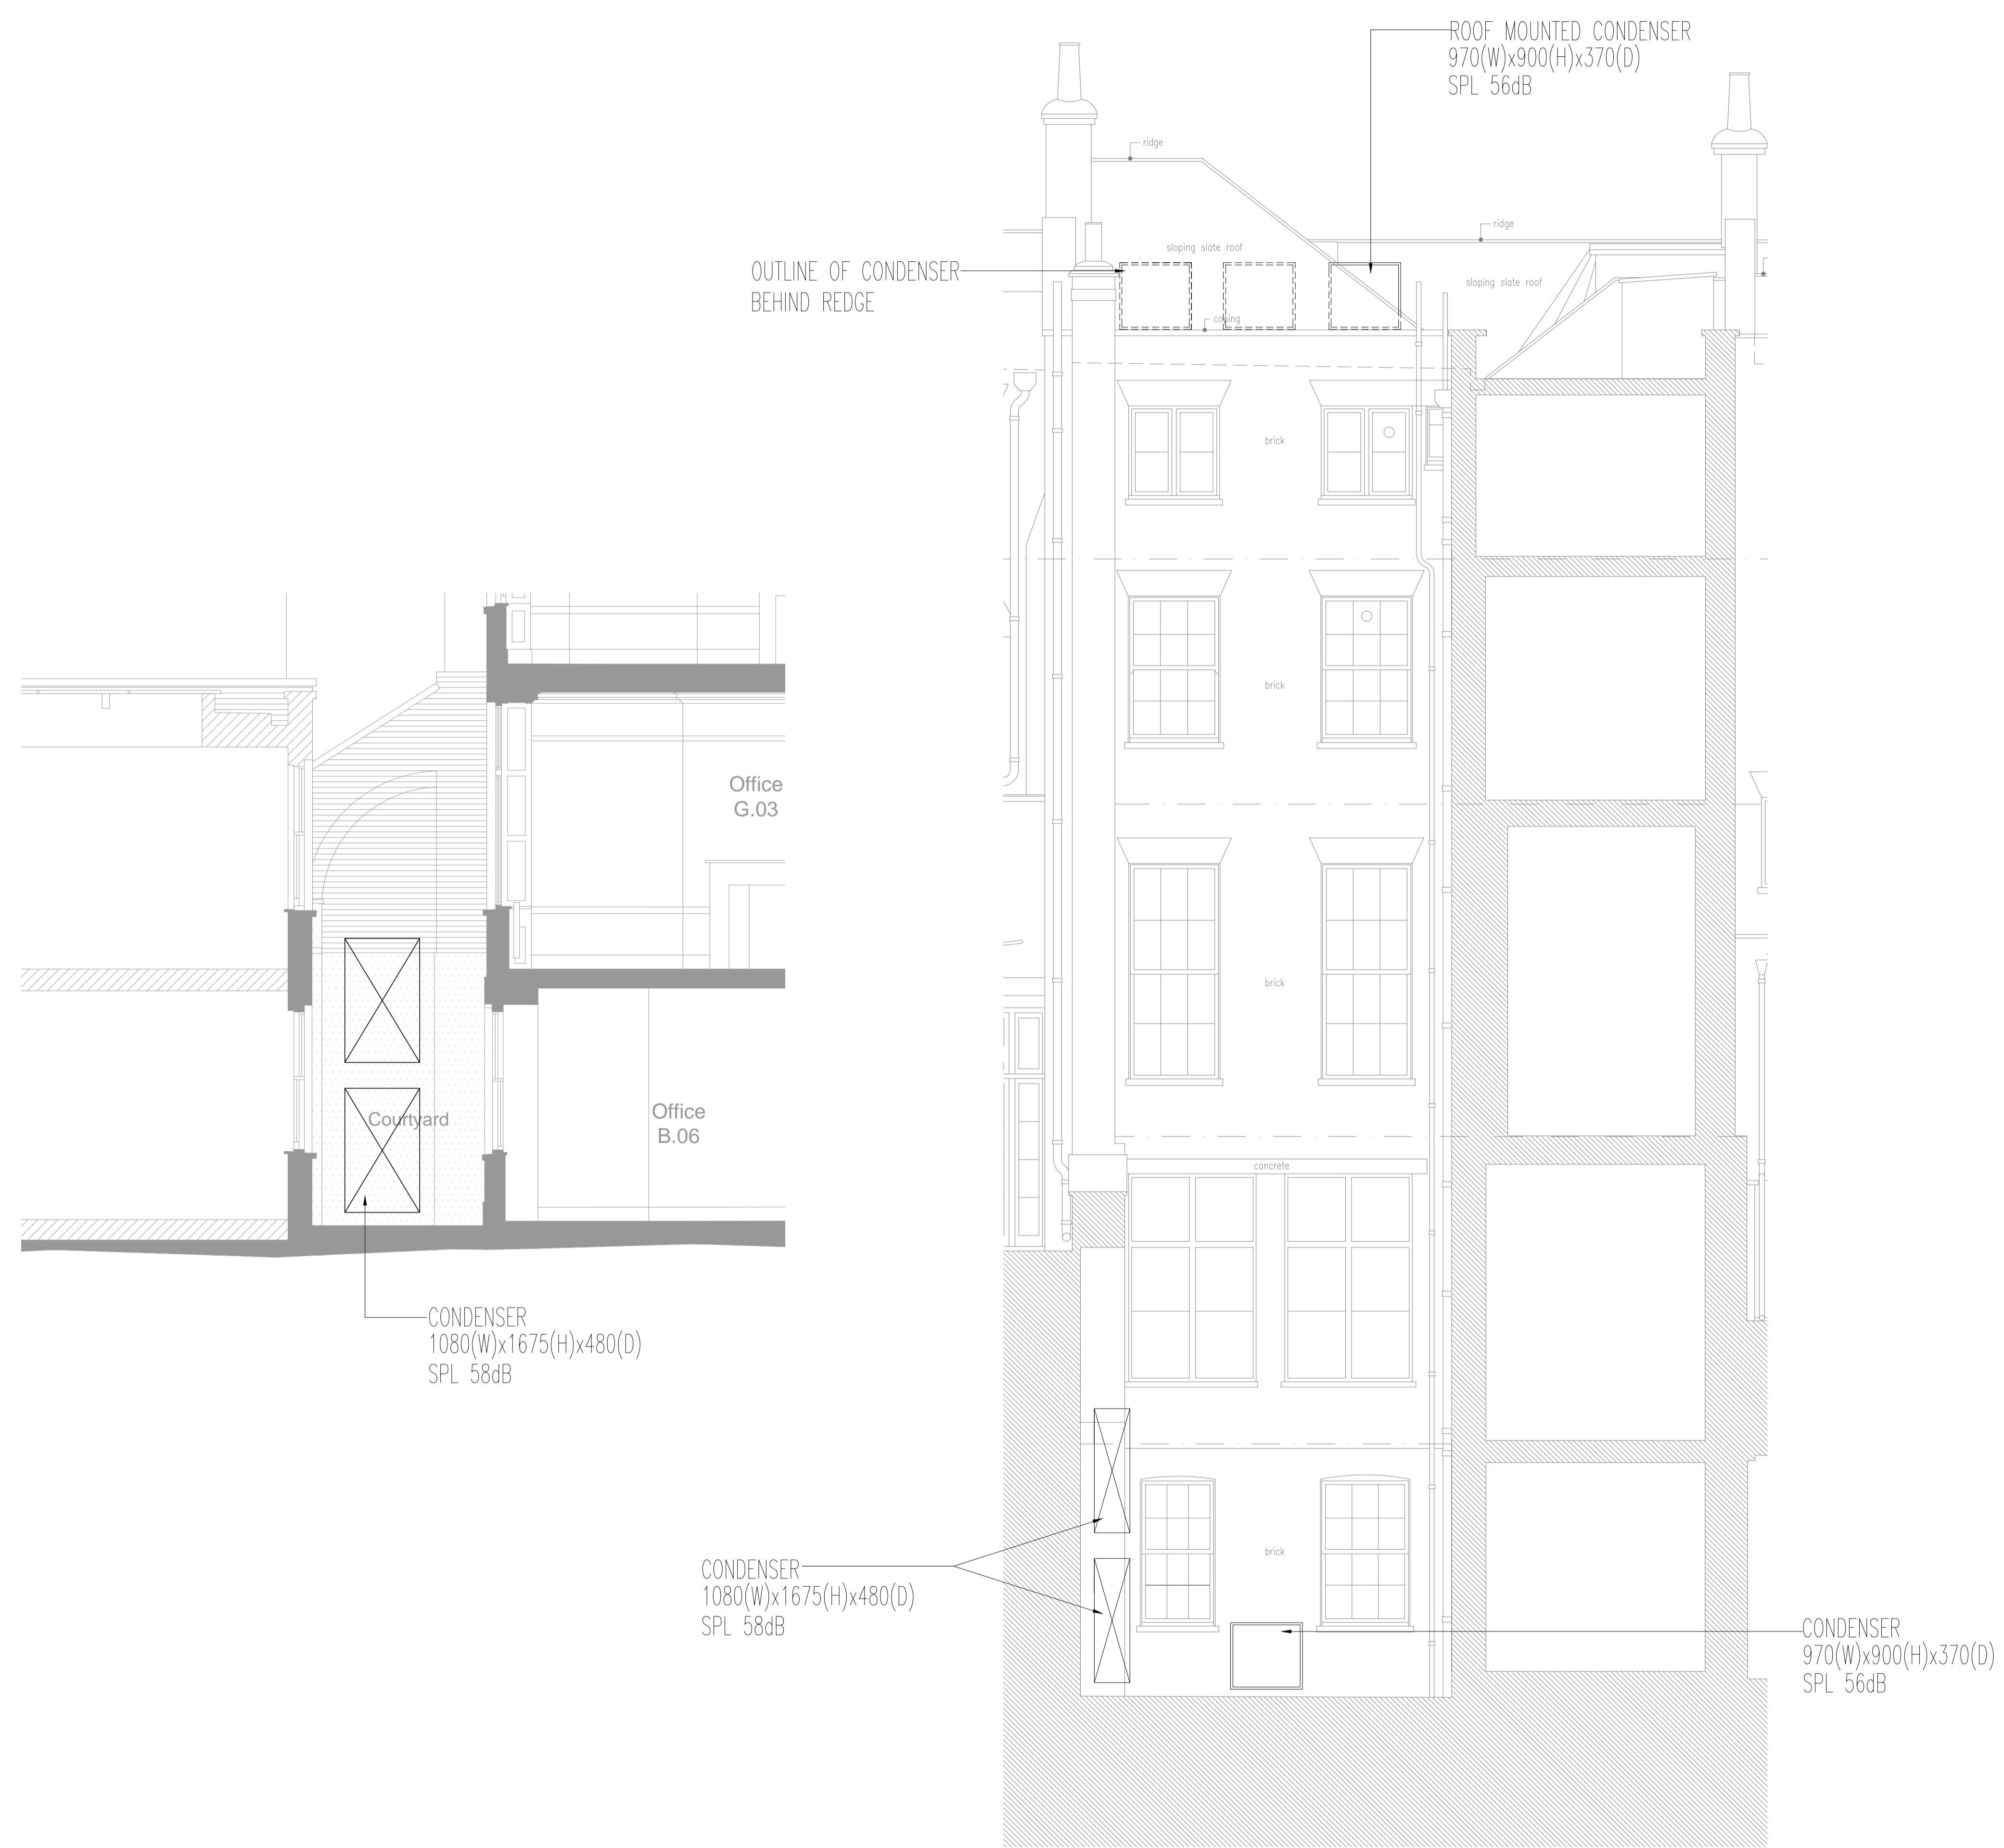 ROOF MOUNTED CONDENSER
970(W)x900(H)x370(D)
SPL 56dB
ridge
ridge
sloping slate roof
OUTLINE OF CONDENSER
BEHIND REDGE
sloping slate roof
coping
brick
brick
Office
G.03
brick
Courtyard
Office
B.06
concrete
CONDENSER
1080(W)x1675(H)x480(D)
SPL 58dB
brick
CONDENSER
1080(W)x1675(H)x480(D)
SPL 58dB
CONDENSER
970(W)x900(H)x370(D)
SPL 56dB